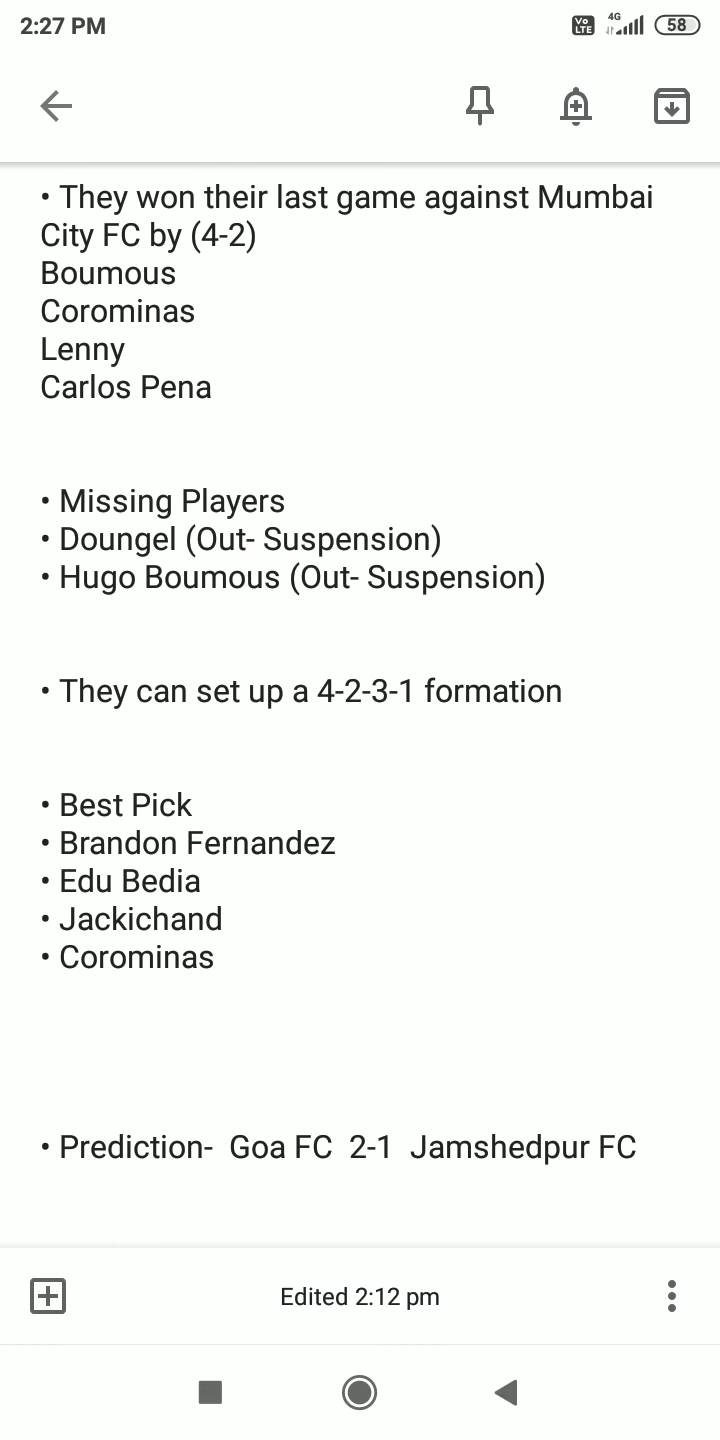 2:27 PM
Vo LTE 4G 58
• They won their last game against Mumbai
City FC by (4-2)
Boumous
Corominas
Lenny
Carlos Pena
• Missing Players
• Doungel (Out- Suspension)
• Hugo Boumous (Out- Suspension)
• They can set up a 4-2-3-1 formation
• Best Pick
• Brandon Fernandez
• Edu Bedia
• Jackichand
• Corominas
• Prediction-  Goa FC  2-1  Jamshedpur FC
Edited 2:12 pm